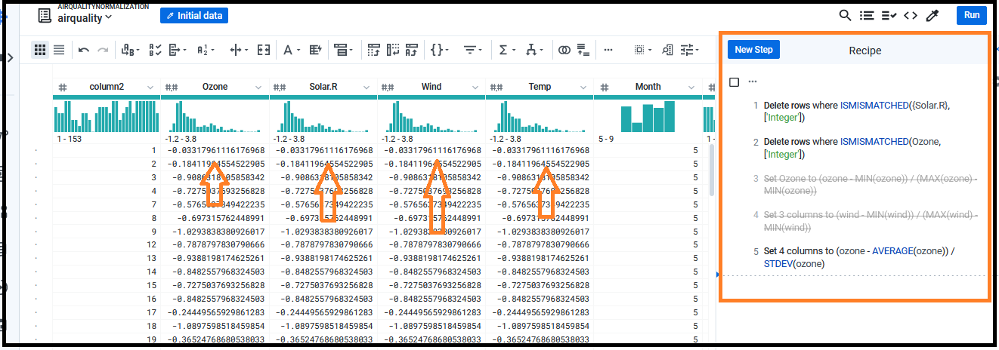 AIRQUALITYNORMALIZATION
airquality
Initial data
Run
New Step
Recipe
column2
Ozone
Solar.R
Wind
Temp
Month
1 - 153
-1.2 - 3.8
-1.2 - 3.8
-1.2 - 3.8
-1.2 - 3.8
5 - 9
1 -0.03317961116176968 -0.03317961116176968 -0.03317961116176968 -0.03317961116176968 5
2 -0.18411964554522905 -0.18411964554522905 -0.18411964554522905 -0.18411964554522905 5
3 -0.9086318105858342 -0.9086318105858342 -0.9086318105858342 -0.9086318105858342 5
4 -0.7275037693256828 -0.7275037693256828 -0.7275037693256828 -0.7275037693256828 5
7 -0.5765637349422235 -0.5765637349422235 -0.5765637349422235 -0.5765637349422235 5
8 -0.697315762448991 -0.697315762448991 -0.697315762448991 -0.697315762448991 5
9 -1.0293838380926017 -1.0293838380926017 -1.0293838380926017 -1.0293838380926017 5
12 -0.7878797820790666 -0.7878797820790666 -0.7878797820790666 -0.7878797820790666 5
13 -0.9388198174625261 -0.9388198174625261 -0.9388198174625261 -0.9388198174625261 5
14 -0.8482557968324503 -0.8482557968324503 -0.8482557968324503 -0.8482557968324503 5
15 -0.7275037693256828 -0.7275037693256828 -0.7275037693256828 -0.7275037693256828 5
16 -0.8482557968324503 -0.8482557968324503 -0.8482557968324503 -0.8482557968324503 5
17 -0.24449565929861283 -0.24449565929861283 -0.24449565929861283 -0.24449565929861283 5
18 -1.0897598518459854 -1.0897598518459854 -1.0897598518459854 -1.0897598518459854 5
19 -0.36524768680538033 -0.36524768680538033 -0.36524768680538033 -0.36524768680538033 5
1 Delete rows where ISMISMATCHED({Solar.R},
['Integer'])
2 Delete rows where ISMISMATCHED(Ozone,
['Integer'])
3 Set Ozone to (ozone - MIN(ozone)) / (MAX(ozone) -
MIN(ozone))
4 Set 3 columns to (wind - MIN(wind)) / (MAX(wind) -
MIN(wind))
5 Set 4 columns to (ozone - AVERAGE(ozone)) /
STDEV(ozone)